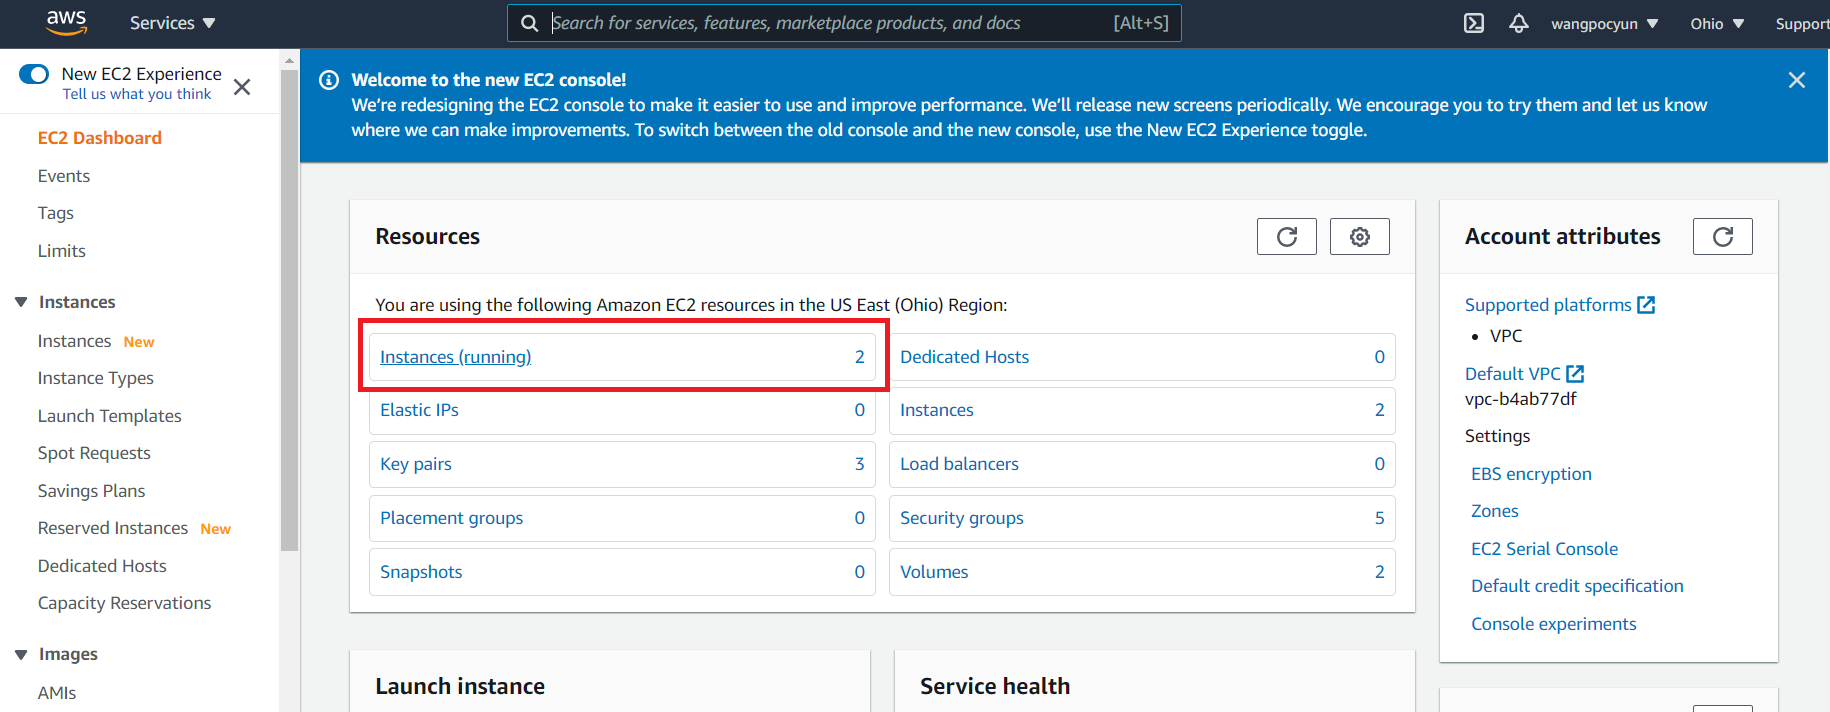 aws
Services
Search for services, features, marketplace products, and docs [Alt+S]
wangpocyun
Ohio
Support
New EC2 Experience
Tell us what you think
EC2 Dashboard
Events
Tags
Limits
Instances
Instances New
Instance Types
Launch Templates
Spot Requests
Savings Plans
Reserved Instances New
Dedicated Hosts
Capacity Reservations
Images
AMIs
Welcome to the new EC2 console!
We're redesigning the EC2 console to make it easier to use and improve performance. We'll release new screens periodically. We encourage you to try them and let us know
where we can make improvements. To switch between the old console and the new console, use the New EC2 Experience toggle.
Resources
You are using the following Amazon EC2 resources in the US East (Ohio) Region:
Instances (running) 2
Dedicated Hosts 0
Elastic IPs 0
Instances 2
Key pairs 3
Load balancers 0
Placement groups 0
Security groups 5
Snapshots 0
Volumes 2
Launch instance
Service health
Account attributes
Supported platforms
• VPC
Default VPC
vpc-b4ab77df
Settings
EBS encryption
Zones
EC2 Serial Console
Default credit specification
Console experiments